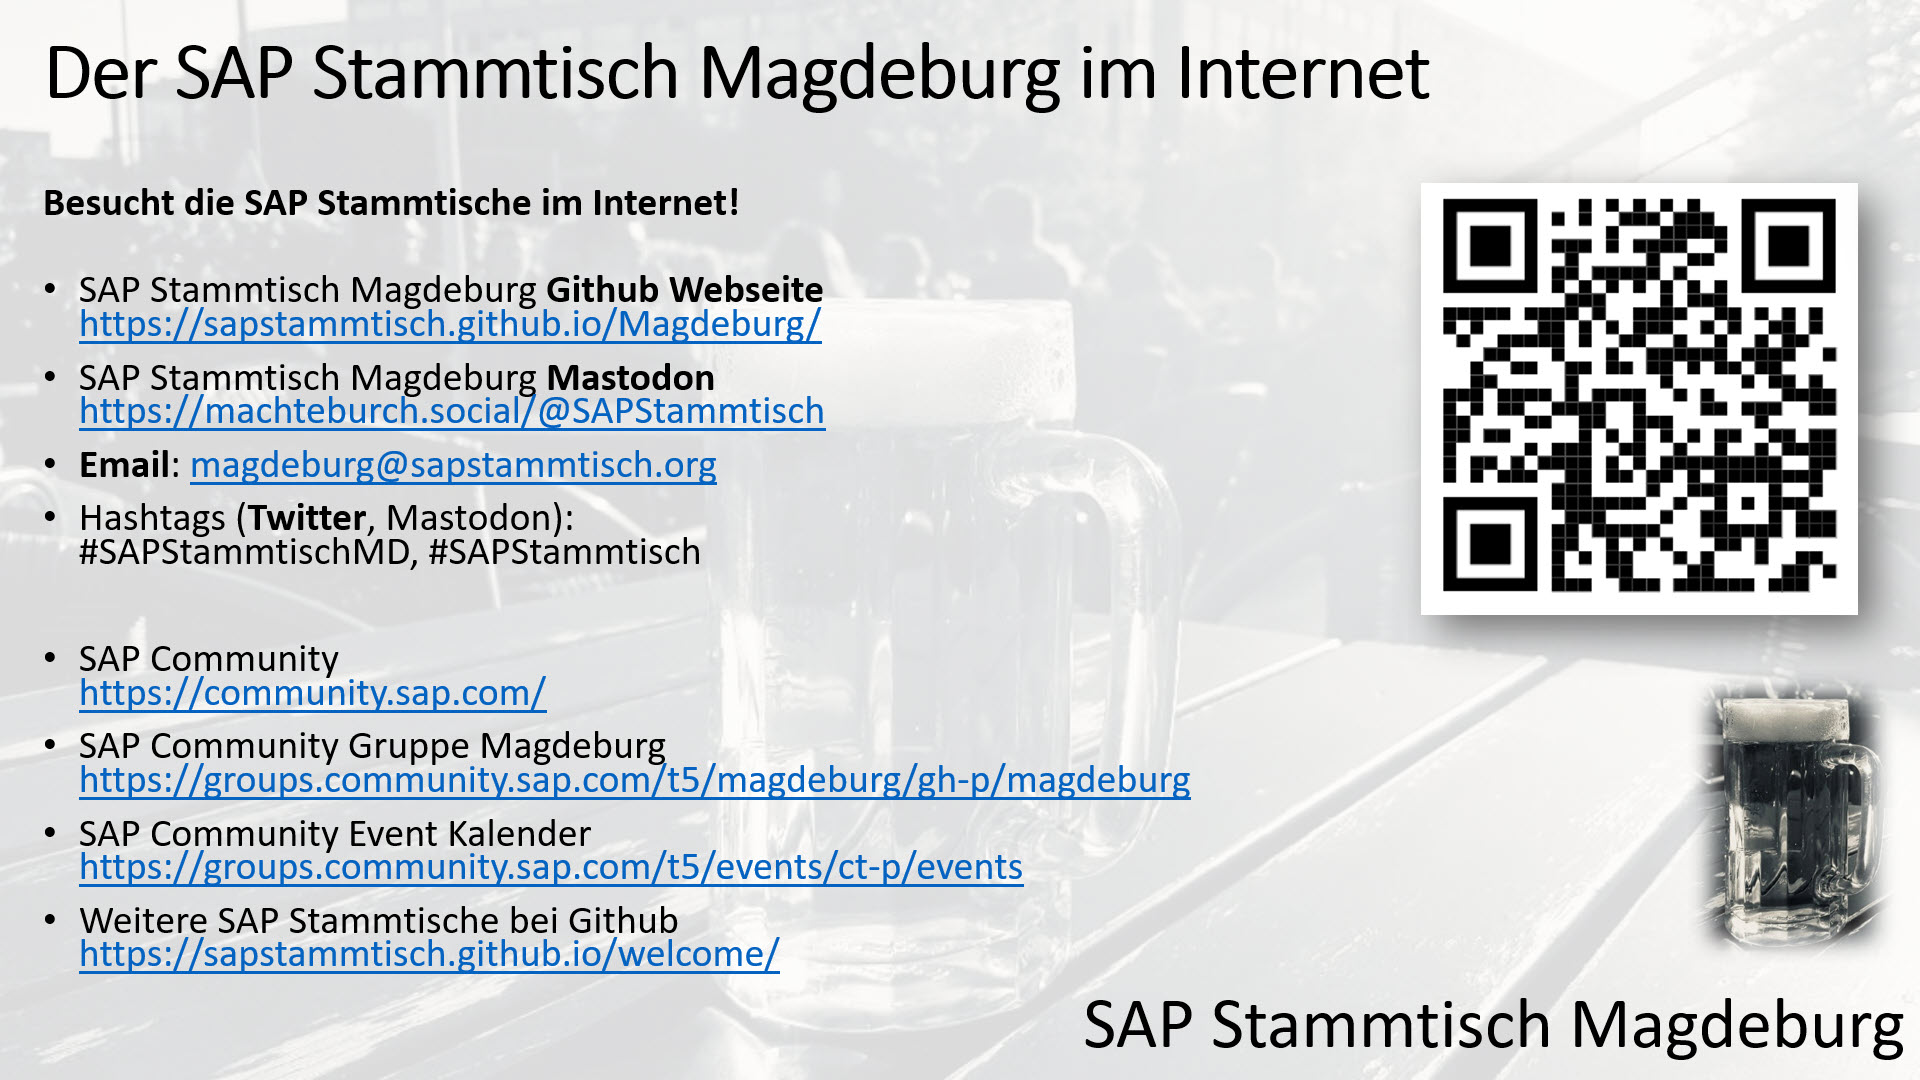 Der SAP Stammtisch Magdeburg im Internet
Besucht die SAP Stammtische im Internet!
• SAP Stammtisch Magdeburg Github Webseite
https://sapstammtisch.github.io/Magdeburg/
• SAP Stammtisch Magdeburg Mastodon
https://machteburch.social/@SAPStammtisch
• Email: magdeburg@sapstammtisch.org
• Hashtags (Twitter, Mastodon):
#SAPStammtischMD, #SAPStammtisch
• SAP Community
https://community.sap.com/
• SAP Community Gruppe Magdeburg
https://groups.community.sap.com/t5/magdeburg/gh-p/magdeburg
• SAP Community Event Kalender
https://groups.community.sap.com/t5/events/ct-p/events
• Weitere SAP Stammtische bei Github
https://sapstammtisch.github.io/welcome/
SAP Stammtisch Magdeburg